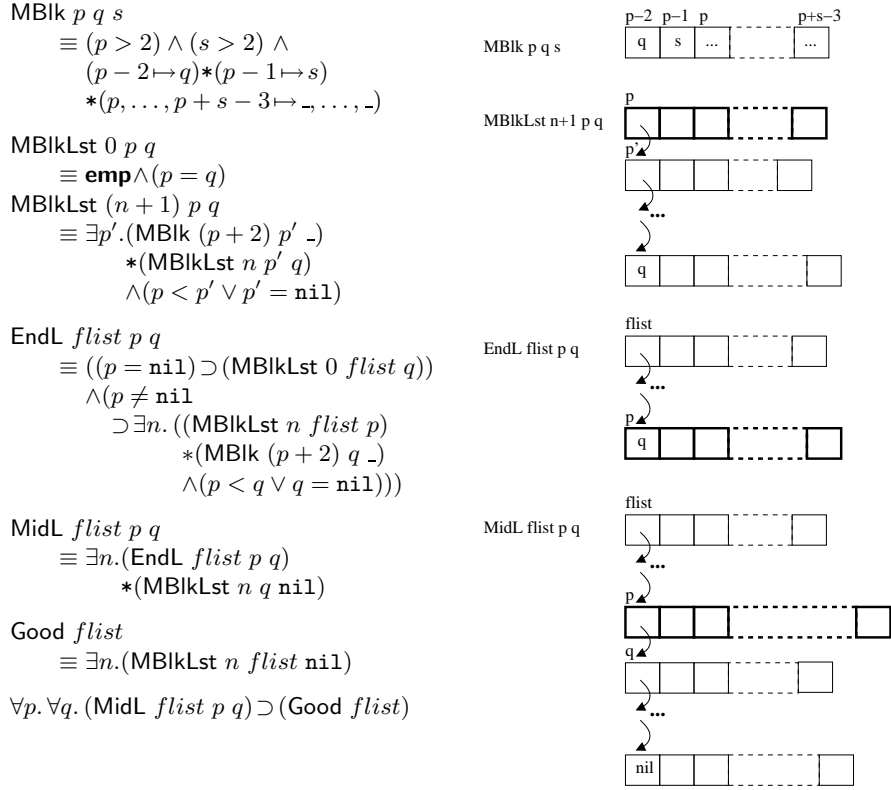 MBlk p q s
≡ (p > 2) ∧ (s > 2) ∧
(p − 2 ↦ q)*(p − 1 ↦ s)
*(p, . . . , p + s − 3 ↦ _, . . . , _)
MBlkLst 0 p q
≡ emp∧(p = q)
MBlkLst (n + 1) p q
≡ ∃p′.(MBlk (p + 2) p′ _)
*(MBlkLst n p′ q)
∧(p < p′ ∨ p′ = nil)
EndL flist p q
≡ ((p = nil) ⊃ (MBlkLst 0 flist q))
∧(p ≠ nil
⊃ ∃n. ((MBlkLst n flist p)
*(MBlk (p + 2) q _)
∧(p < q ∨ q = nil)))
MidL flist p q
≡ ∃n.(EndL flist p q)
*(MBlkLst n q nil)
Good flist
≡ ∃n.(MBlkLst n flist nil)
∀p. ∀q. (MidL flist p q) ⊃ (Good flist)
p−2 p−1 p p+s−3
MBlk p q s q s ... ...
p
MBlkLst n+1 p q
p'
...
q
flist
EndL flist p q
...
p
q
flist
MidL flist p q
...
p
q
...
nil